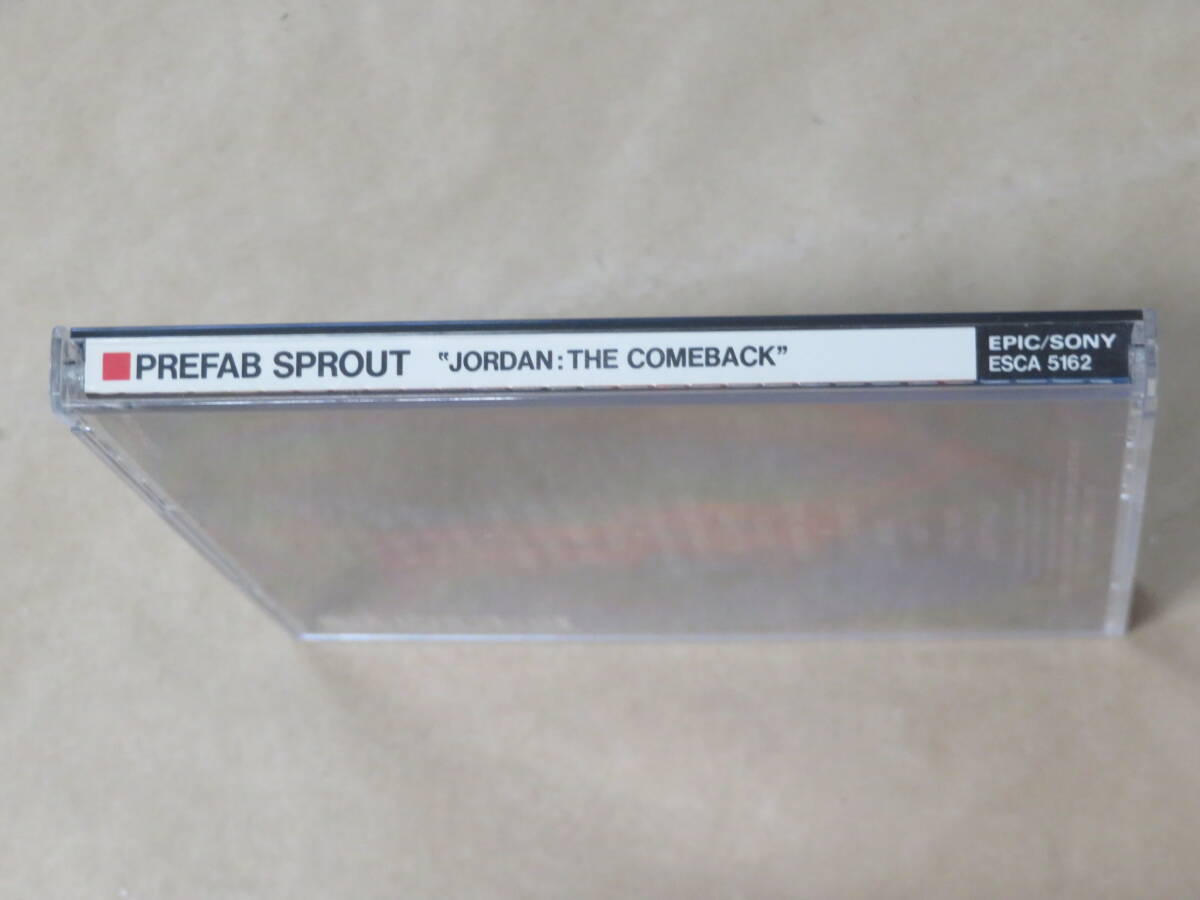 PREFAB SPROUT “JORDAN: THE COMEBACK”
EPIC/SONY
ESCA 5162